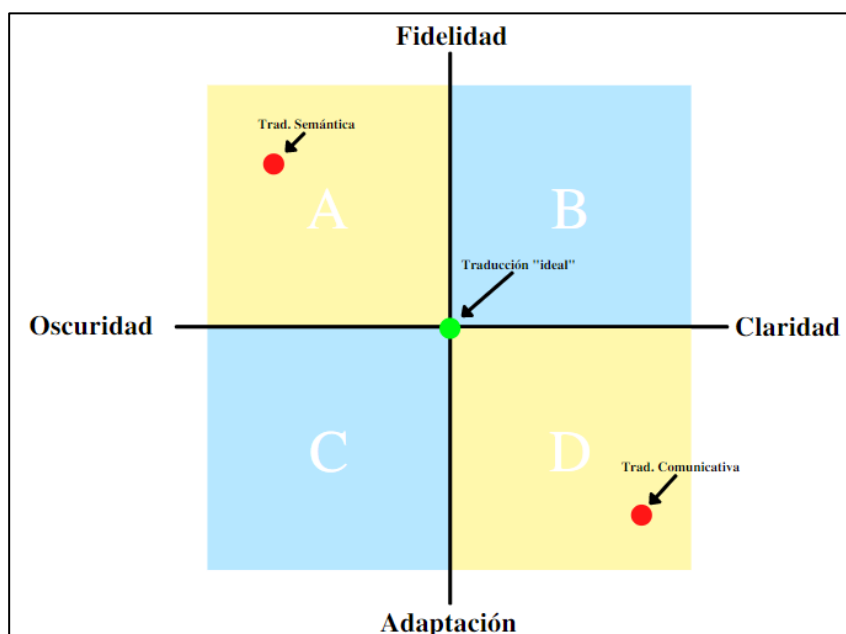 Fidelidad
Trad. Semántica
A
B
Traducción "ideal"
Oscuridad
Claridad
C
D
Trad. Comunicativa
Adaptación